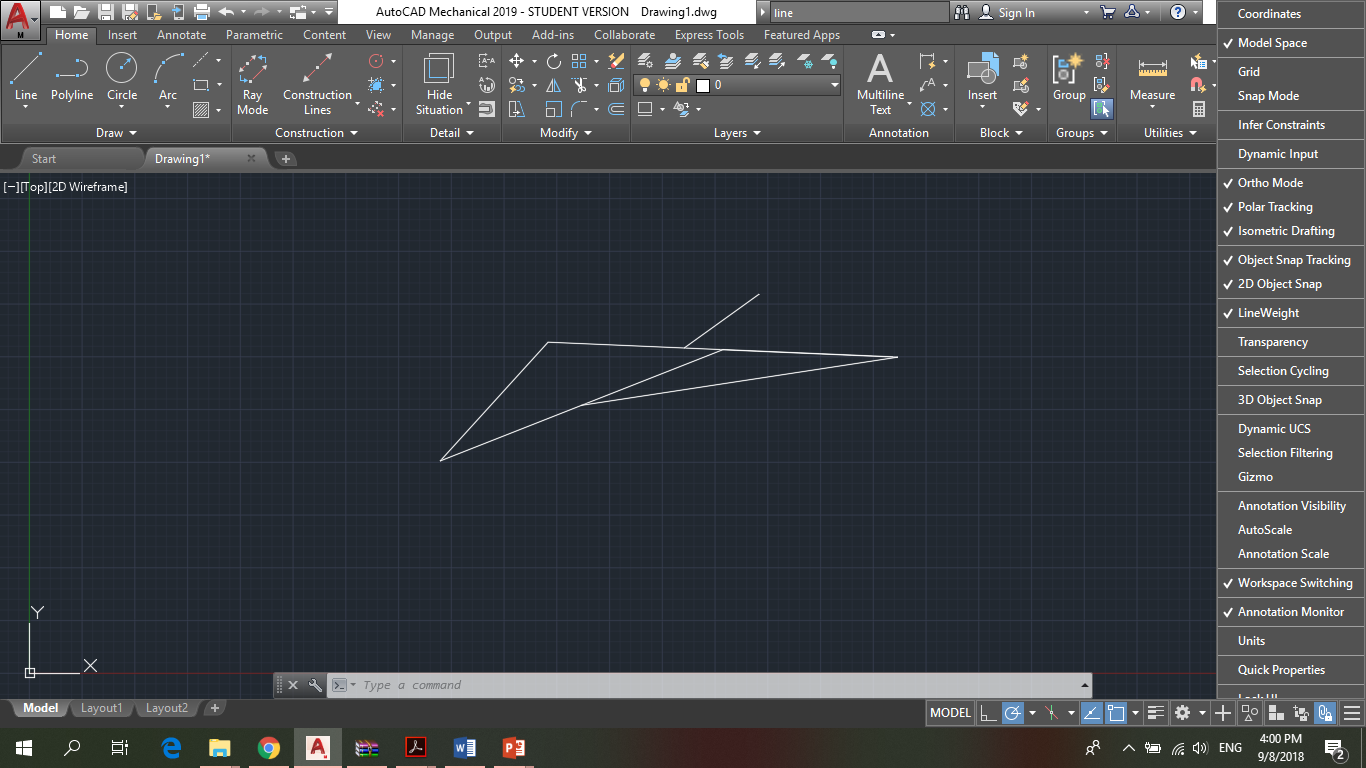 M
AutoCAD Mechanical 2019 - STUDENT VERSION Drawing1.dwg
line
Sign In
Home Insert Annotate Parametric Content View Manage Output Add-ins Collaborate Express Tools Featured Apps
Line Polyline Circle Arc
Ray Mode
Construction Lines
Hide Situation
0
Multiline Text
Insert
Group
Measure
Draw Construction Detail Modify Layers Annotation Block Groups Utilities
Start
Drawing1*
[−][Top][2D Wireframe]
Coordinates
Model Space
Grid
Snap Mode
Infer Constraints
Dynamic Input
Ortho Mode
Polar Tracking
Isometric Drafting
Object Snap Tracking
2D Object Snap
LineWeight
Transparency
Selection Cycling
3D Object Snap
Dynamic UCS
Selection Filtering
Gizmo
Annotation Visibility
AutoScale
Annotation Scale
Workspace Switching
Annotation Monitor
Units
Quick Properties
Lock UI
Y
X
Type a command
Model Layout1 Layout2
MODEL
ENG
4:00 PM
9/8/2018
2